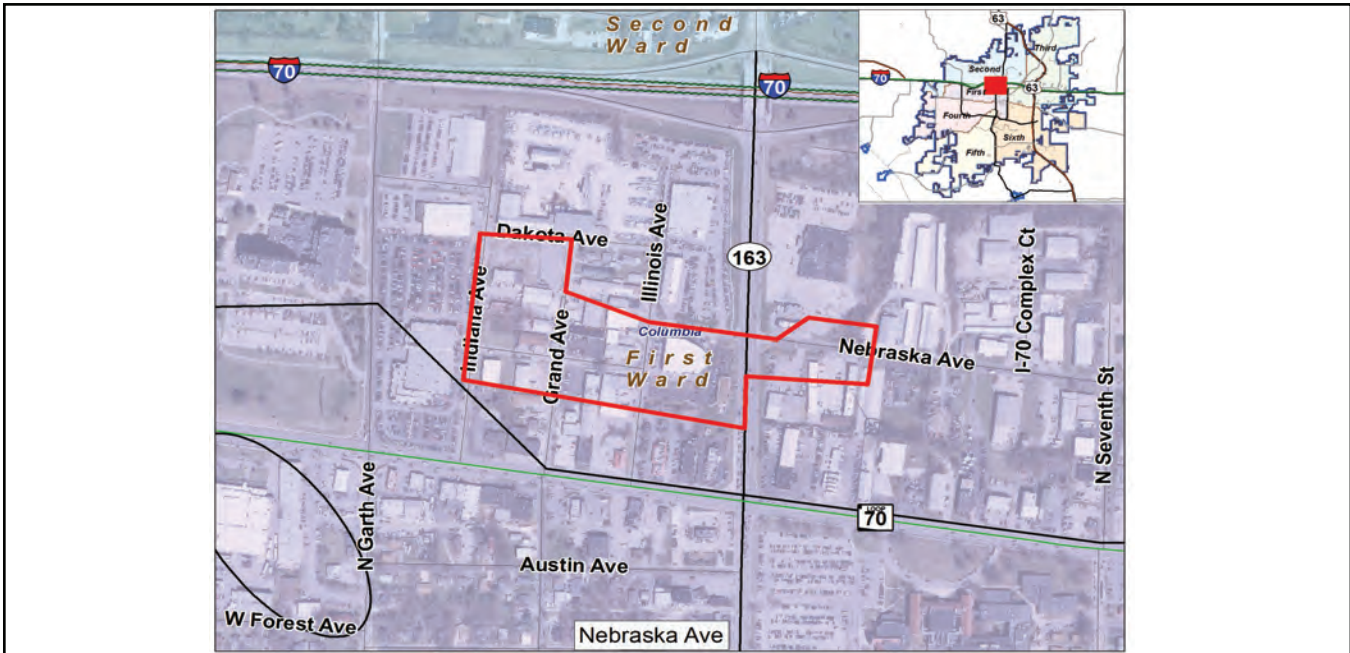 Second
Ward
70
70
Dakota Ave
Illinois Ave
163
Indiana Ave
Grand Ave
Columbia
First
Ward
Nebraska Ave
I-70 Complex Ct
N Seventh St
N Garth Ave
LOOP
70
Austin Ave
W Forest Ave
Nebraska Ave
63
Third
Second
70
63
First
Fourth
Sixth
Fifth